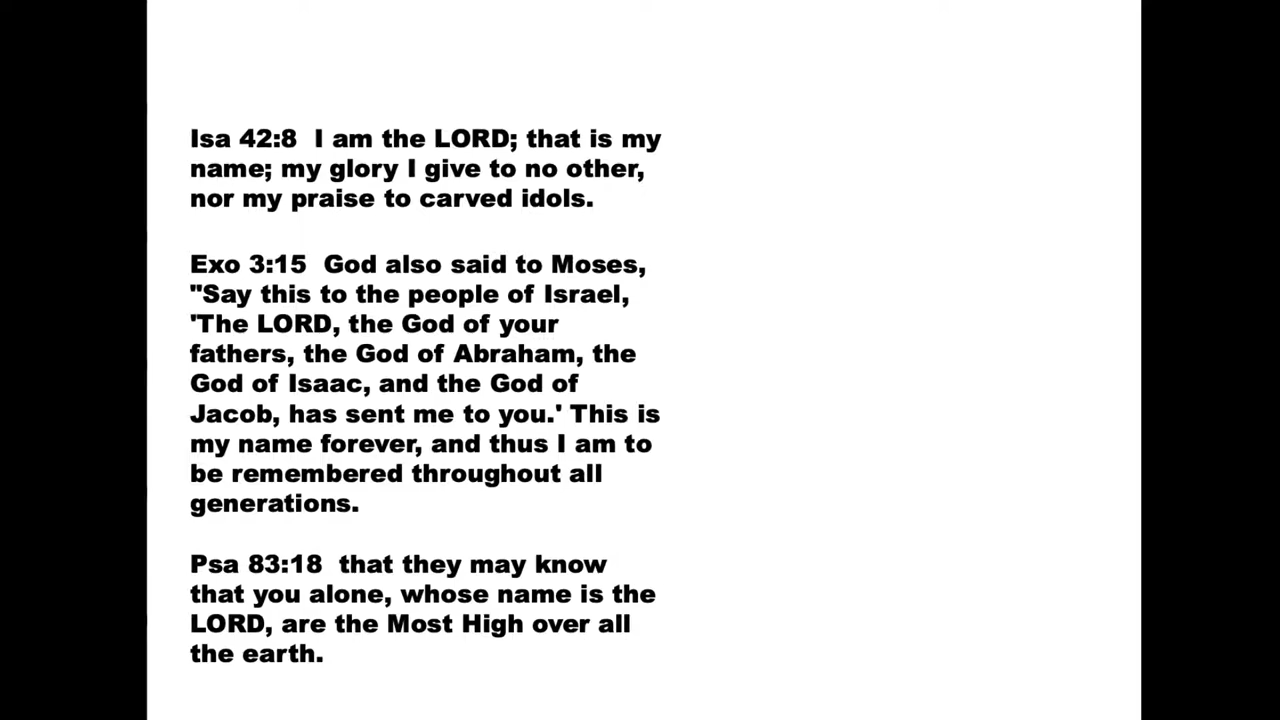 Isa 42:8  I am the LORD; that is my
name; my glory I give to no other,
nor my praise to carved idols.
Exo 3:15  God also said to Moses,
"Say this to the people of Israel,
'The LORD, the God of your
fathers, the God of Abraham, the
God of Isaac, and the God of
Jacob, has sent me to you.' This is
my name forever, and thus I am to
be remembered throughout all
generations.
Psa 83:18  that they may know
that you alone, whose name is the
LORD, are the Most High over all
the earth.